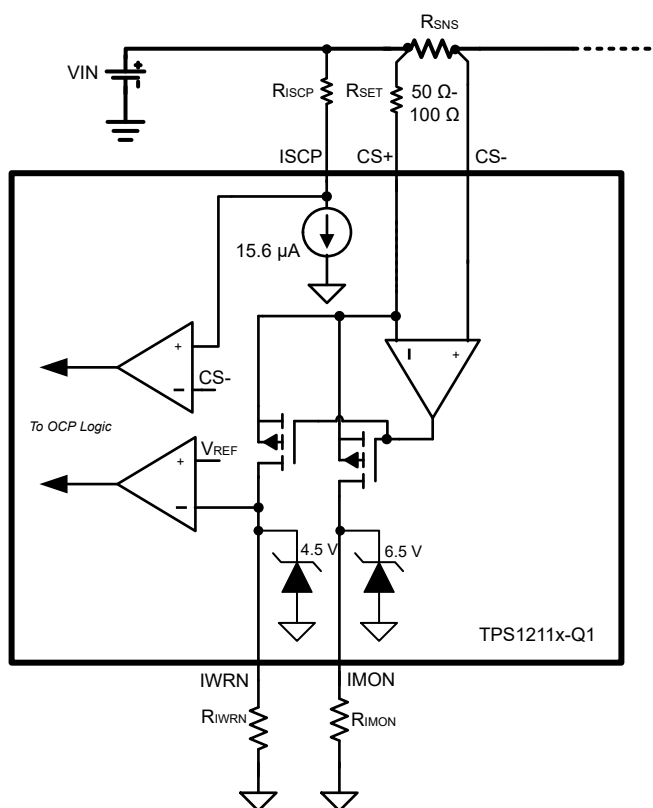 RSNS
VIN
RISCP
RSET
50 Ω-
100 Ω
ISCP
CS+
CS-
15.6 µA
+
CS-
To OCP Logic
VREF
4.5 V
6.5 V
TPS1211x-Q1
IWRN
IMON
RIWRN
RIMON